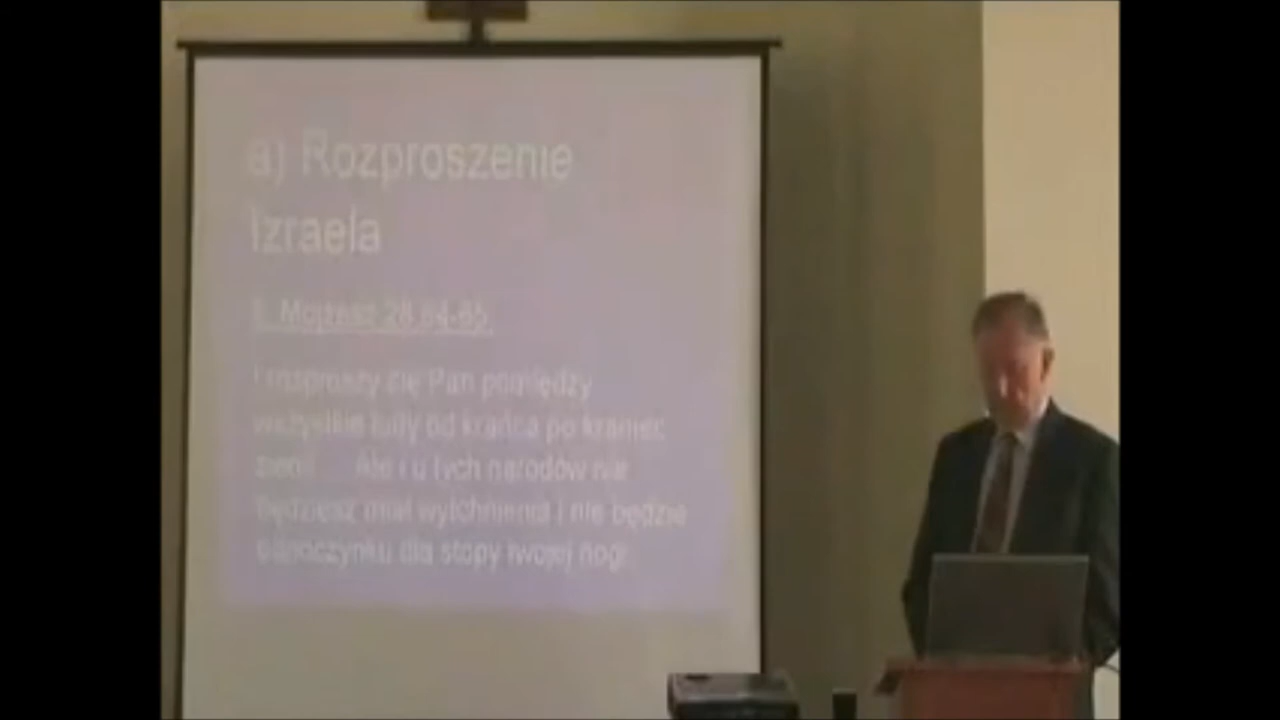 a) Rozproszenie
Izraela
5. Mojżesz 28,64-65
I rozproszy cię Pan pomiędzy
wszystkie ludy od krańca po kraniec
ziemi ... Ale i u tych narodów nie
będziesz miał wytchnienia i nie będzie
odpoczynku dla stopy twojej nogi